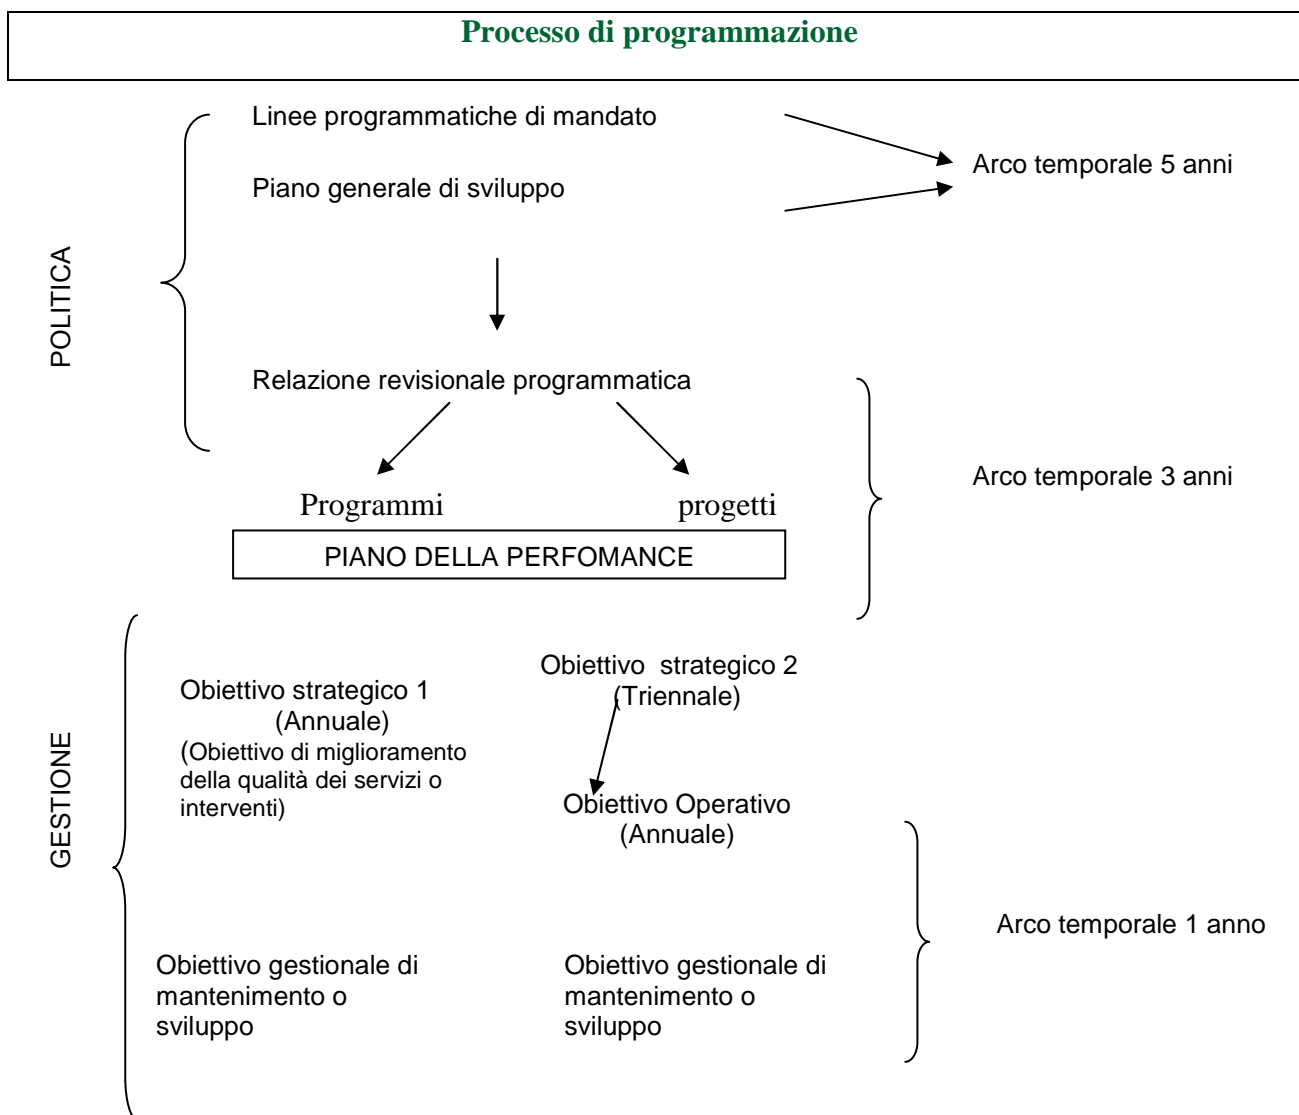 Processo di programmazione
Linee programmatiche di mandato
Arco temporale 5 anni
Piano generale di sviluppo
POLITICA
Relazione revisionale programmatica
Arco temporale 3 anni
Programmi progetti
PIANO DELLA PERFOMANCE
GESTIONE
Obiettivo strategico 1
(Annuale)
(Obiettivo di miglioramento
della qualità dei servizi o
interventi)
Obiettivo strategico 2
(Triennale)
Obiettivo Operativo
(Annuale)
Arco temporale 1 anno
Obiettivo gestionale di
mantenimento o
sviluppo
Obiettivo gestionale di
mantenimento o
sviluppo